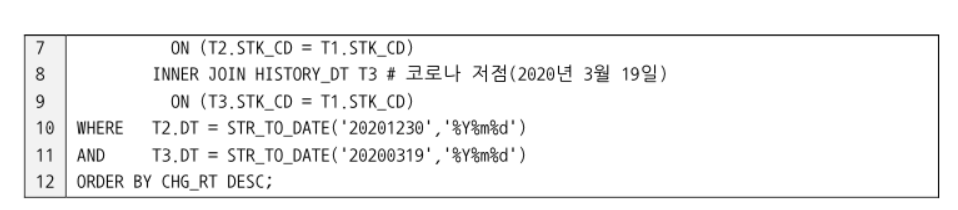 7 ON (T2.STK_CD = T1.STK_CD)
8 INNER JOIN HISTORY_DT T3 # 코로나 저점(2020년 3월 19일)
9 ON (T3.STK_CD = T1.STK_CD)
10 WHERE T2.DT = STR_TO_DATE('20201230','%Y%m%d')
11 AND T3.DT = STR_TO_DATE('20200319','%Y%m%d')
12 ORDER BY CHG_RT DESC;